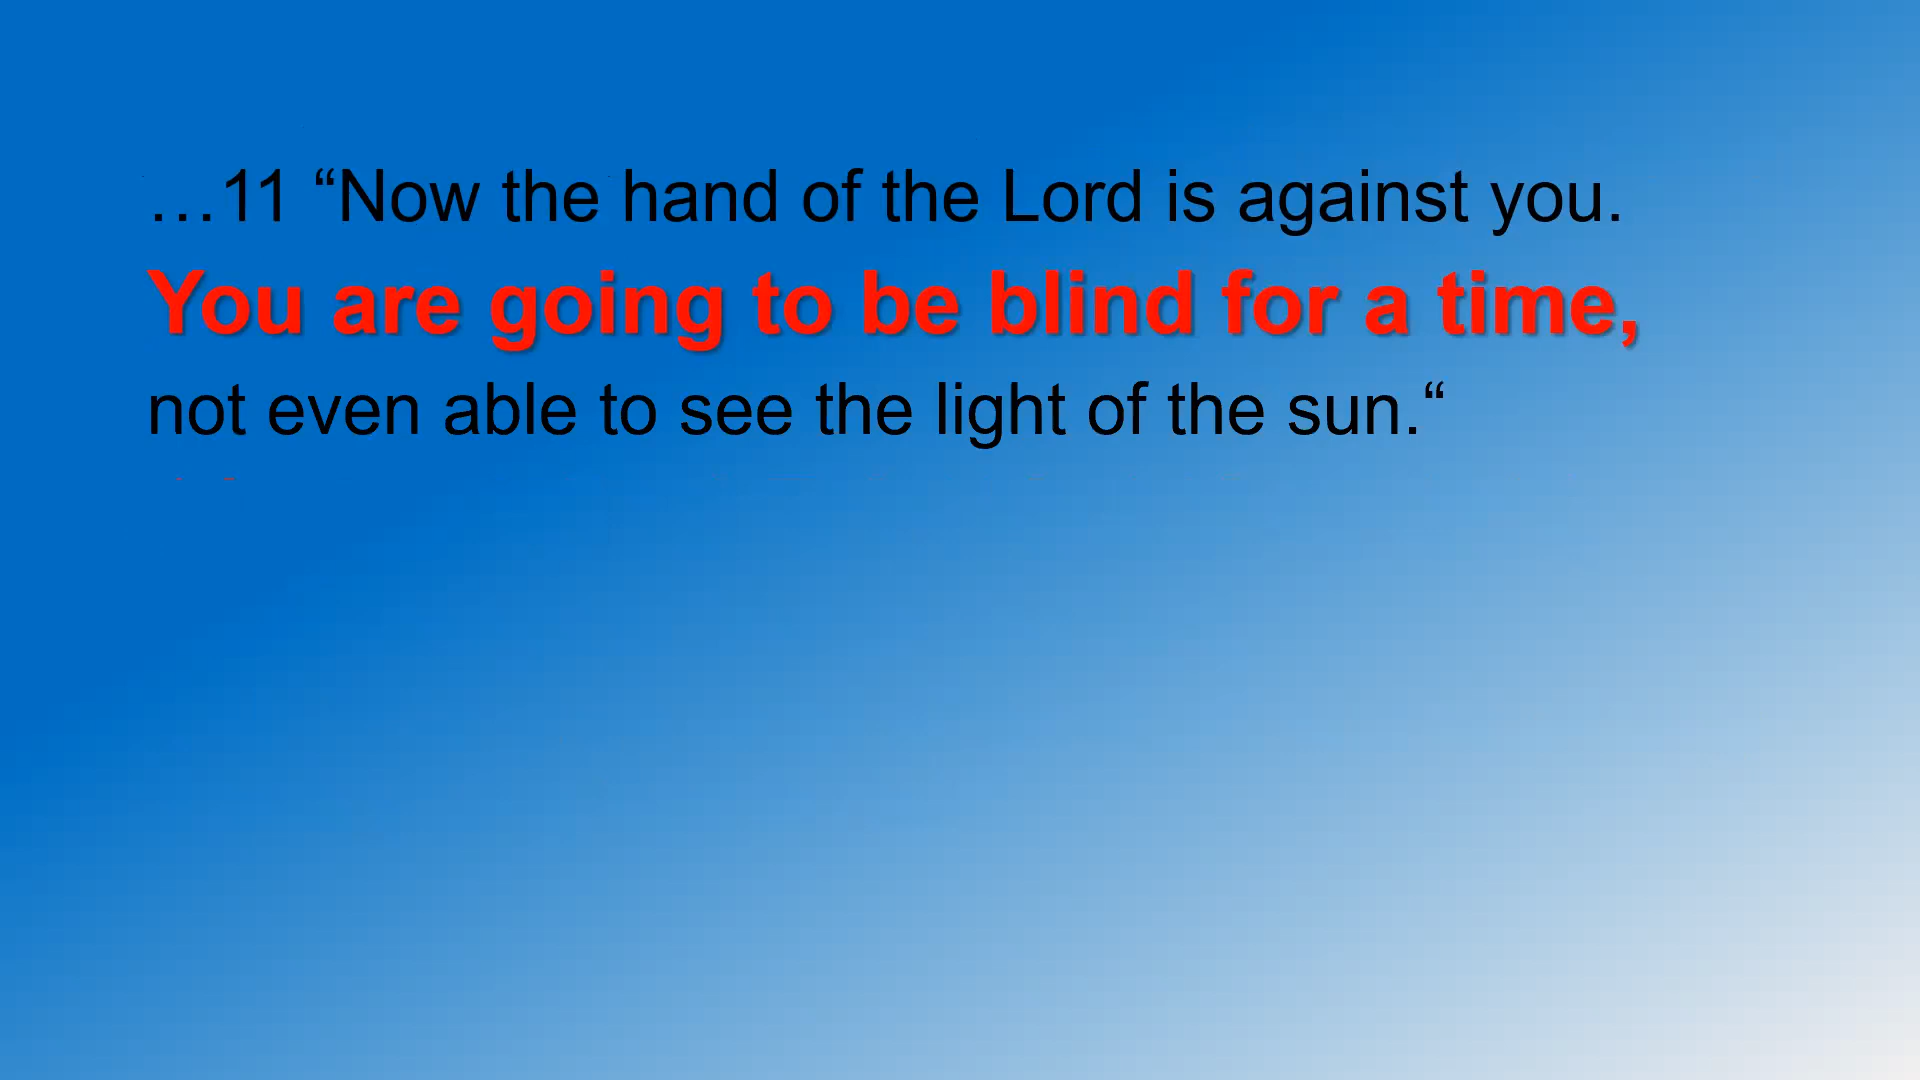 …11 “Now the hand of the Lord is against you.
You are going to be blind for a time,
not even able to see the light of the sun.“